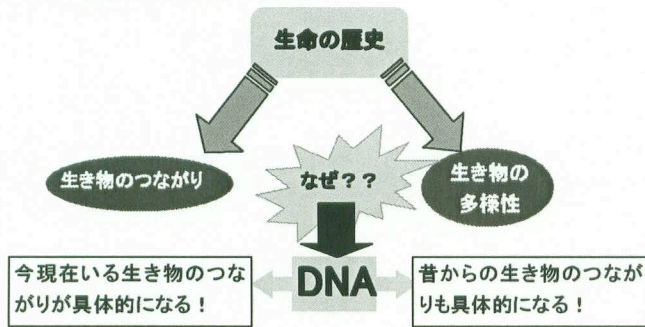 生命の歴史
生き物のつながり
なぜ??
生き物の
多様性
今現在いる生き物のつな
がりが具体的になる!
DNA
昔からの生き物のつなが
りも具体的になる!